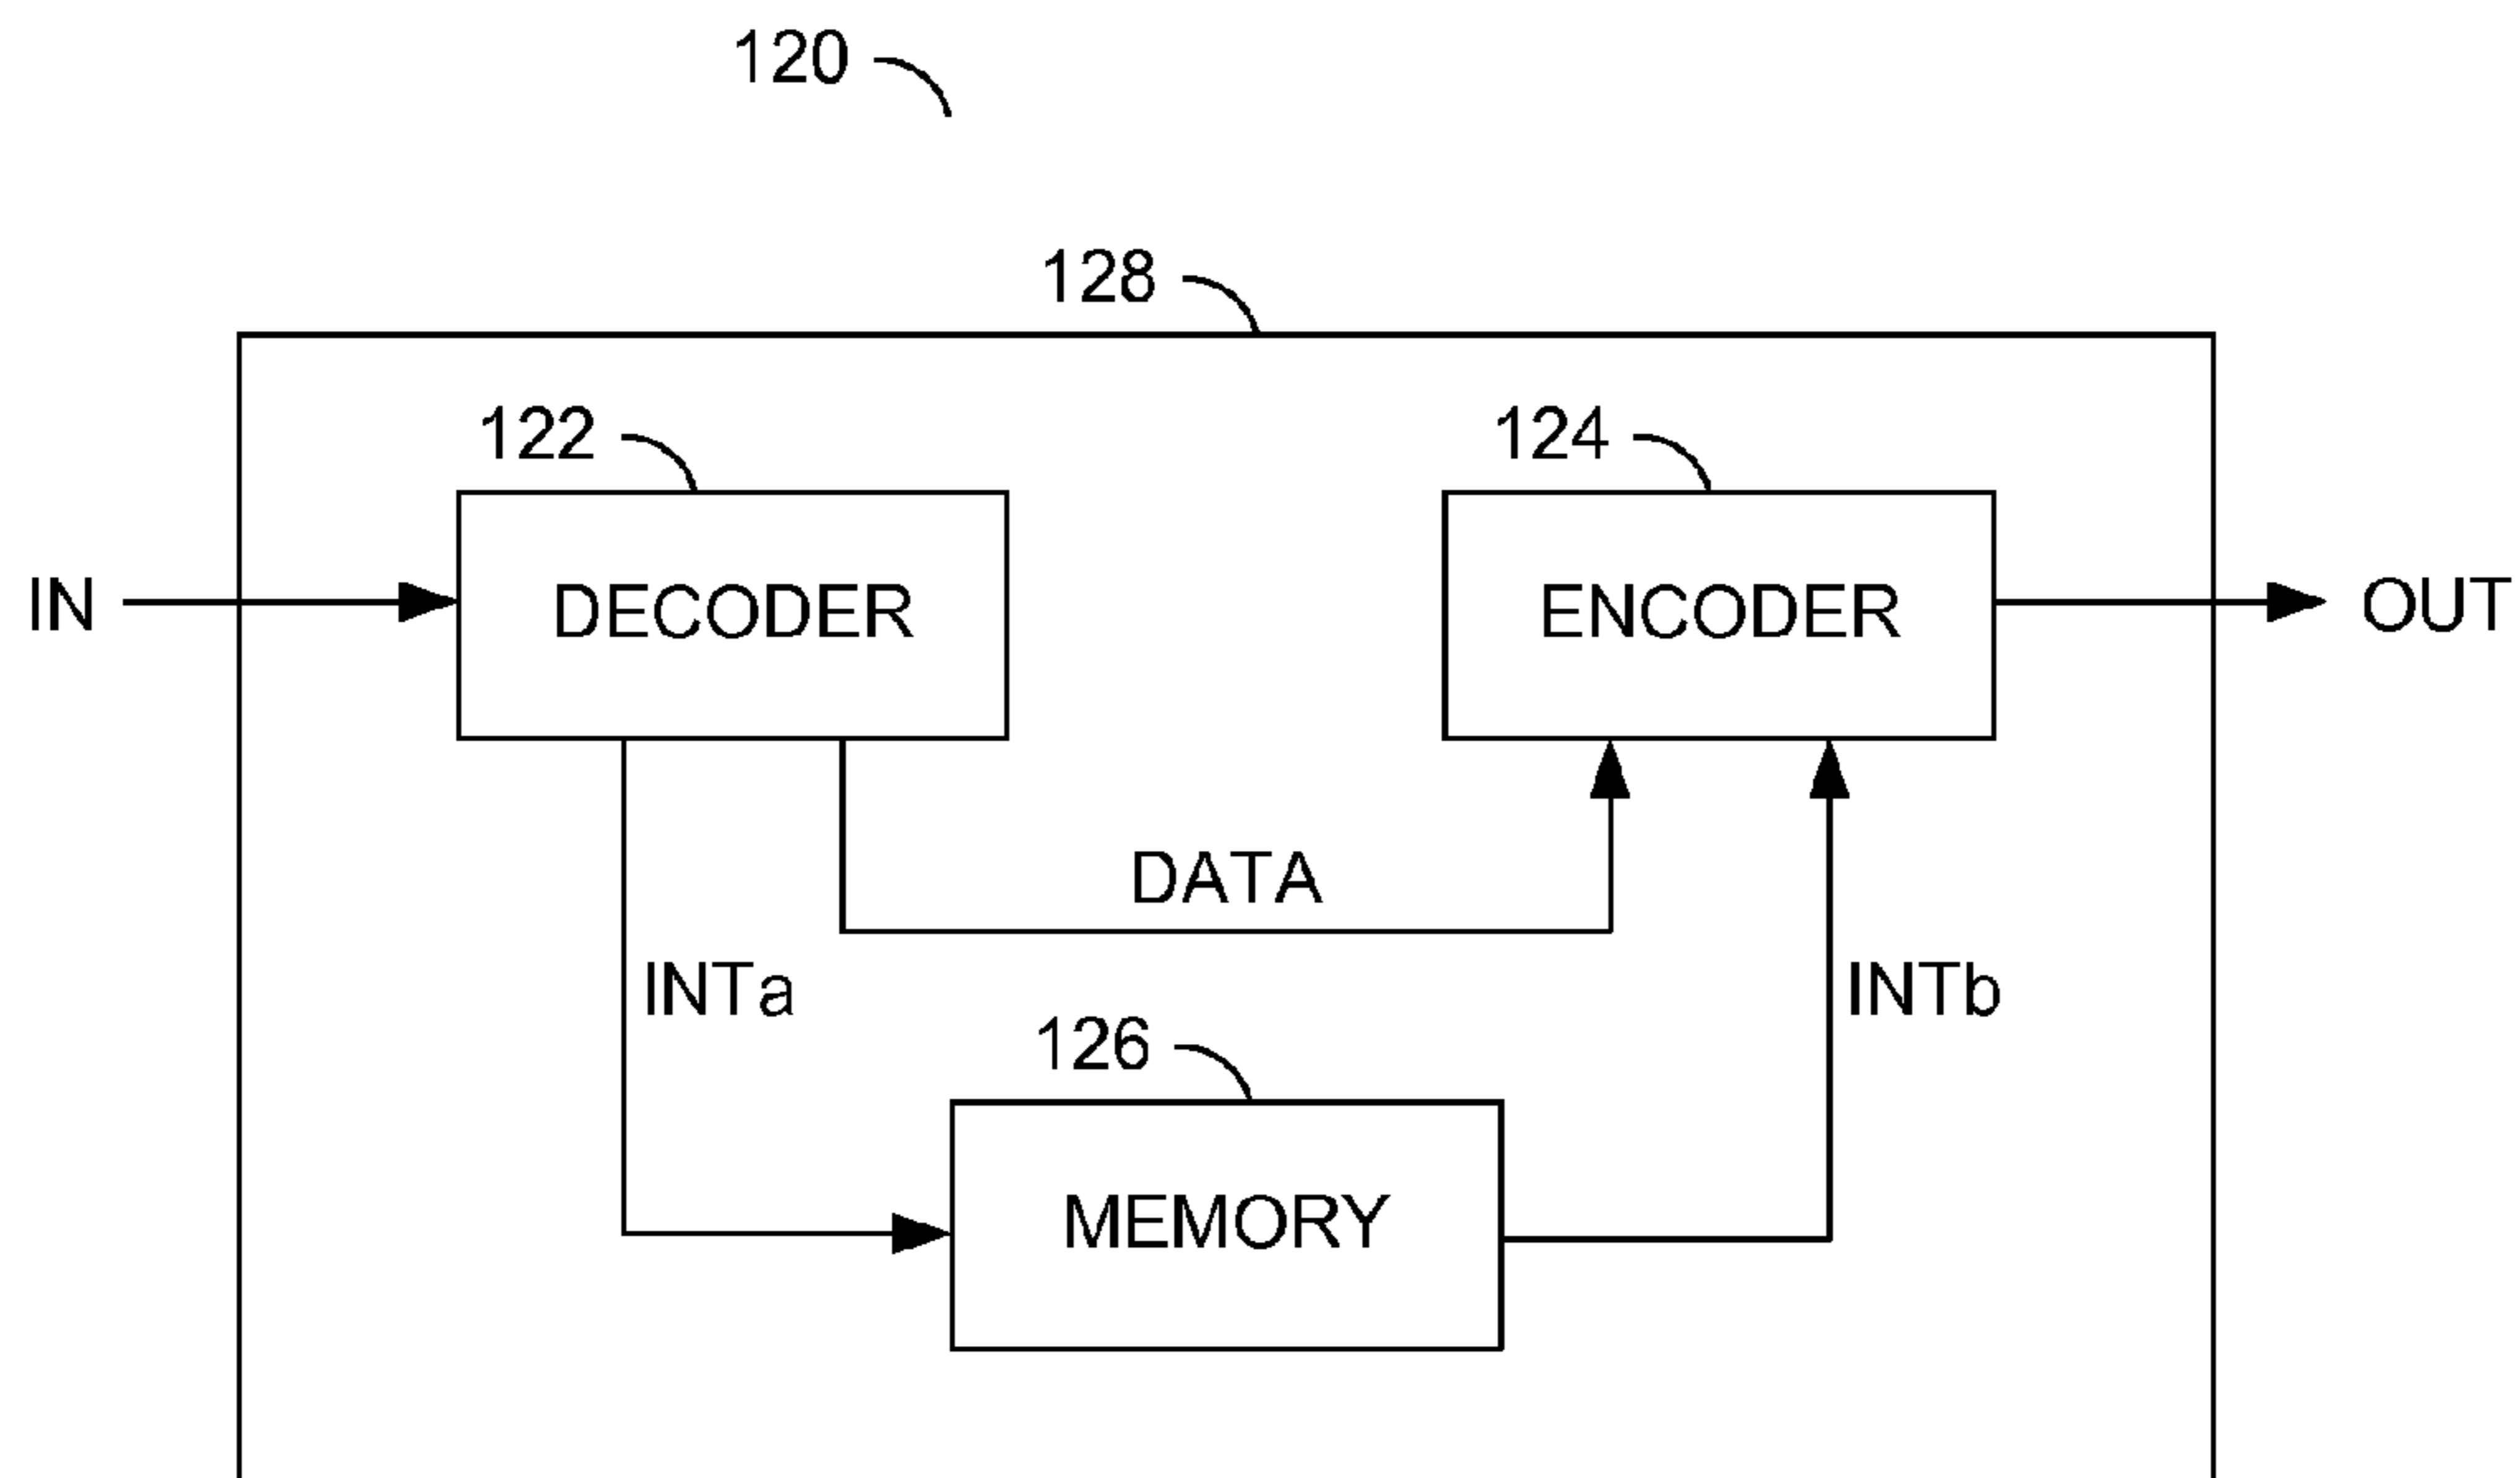 120
128
122
124
IN
DECODER
ENCODER
OUT
DATA
INTa
INTb
126
MEMORY